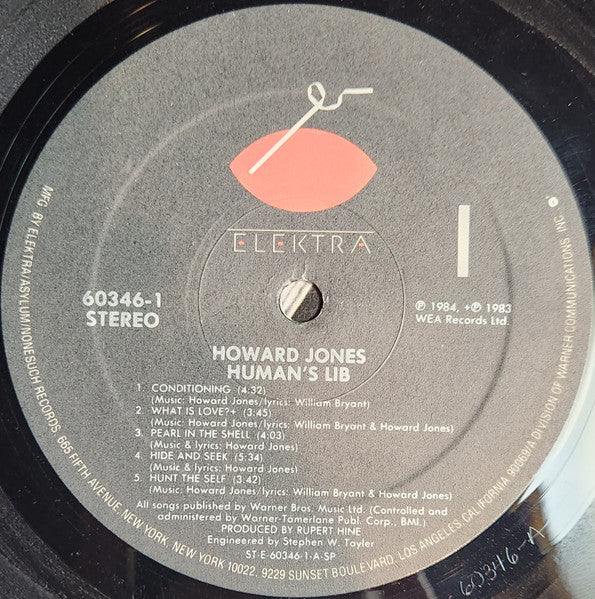 ELEKTRA
1
60346-1
STEREO
℗ 1984, +℗ 1983
WEA Records Ltd.
HOWARD JONES
HUMAN'S LIB
1. CONDITIONING (4:32)
(Music: Howard Jones/lyrics: William Bryant)
2. WHAT IS LOVE?+ (3:45)
(Music: Howard Jones/lyrics: William Bryant & Howard Jones)
3. PEARL IN THE SHELL (4:03)
(Music & lyrics: Howard Jones)
4. HIDE AND SEEK (5:34)
(Music & lyrics: Howard Jones)
5. HUNT THE SELF (3:42)
(Music: Howard Jones/lyrics: William Bryant & Howard Jones)
All songs published by Warner Bros. Music Ltd. (Controlled and
administered by Warner-Tamerlane Publ. Corp., BMI.)
PRODUCED BY RUPERT HINE
Engineered by Stephen W. Tayler
ST-E-60346-1-A-SP
MFG BY ELEKTRA/ASYLUM/NONESUCH RECORDS, 665 FIFTH AVENUE, NEW YORK, NEW YORK 10022, 9229 SUNSET BOULEVARD, LOS ANGELES, CALIFORNIA 90069/A DIVISION OF WARNER COMMUNICATIONS INC.
60346-A